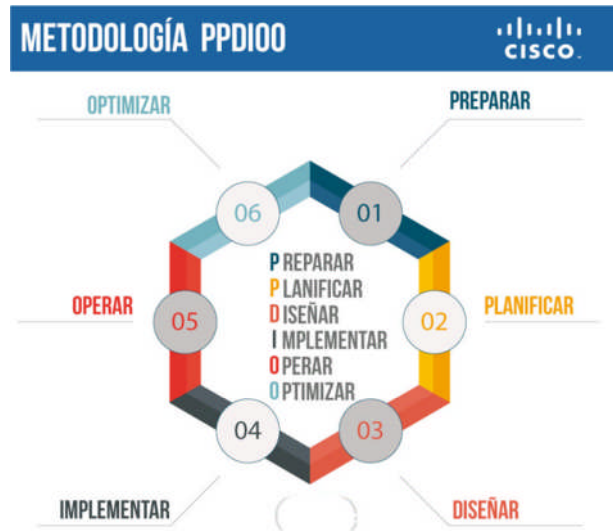 METODOLOGÍA PPDIOO
CISCO.
OPTIMIZAR
PREPARAR
06
01
PREPARAR
PLANIFICAR
DISEÑAR
IMPLEMENTAR
OPERAR
OPTIMIZAR
OPERAR
05
02
PLANIFICAR
04
03
IMPLEMENTAR
DISEÑAR